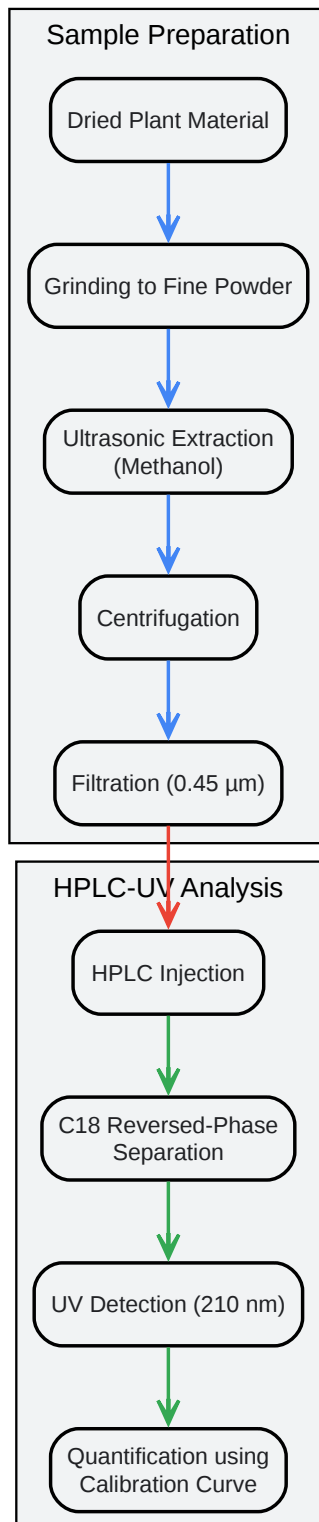 Sample Preparation
Dried Plant Material
Grinding to Fine Powder
Ultrasonic Extraction
(Methanol)
Centrifugation
Filtration (0.45 µm)
HPLC-UV Analysis
HPLC Injection
C18 Reversed-Phase
Separation
UV Detection (210 nm)
Quantification using
Calibration Curve